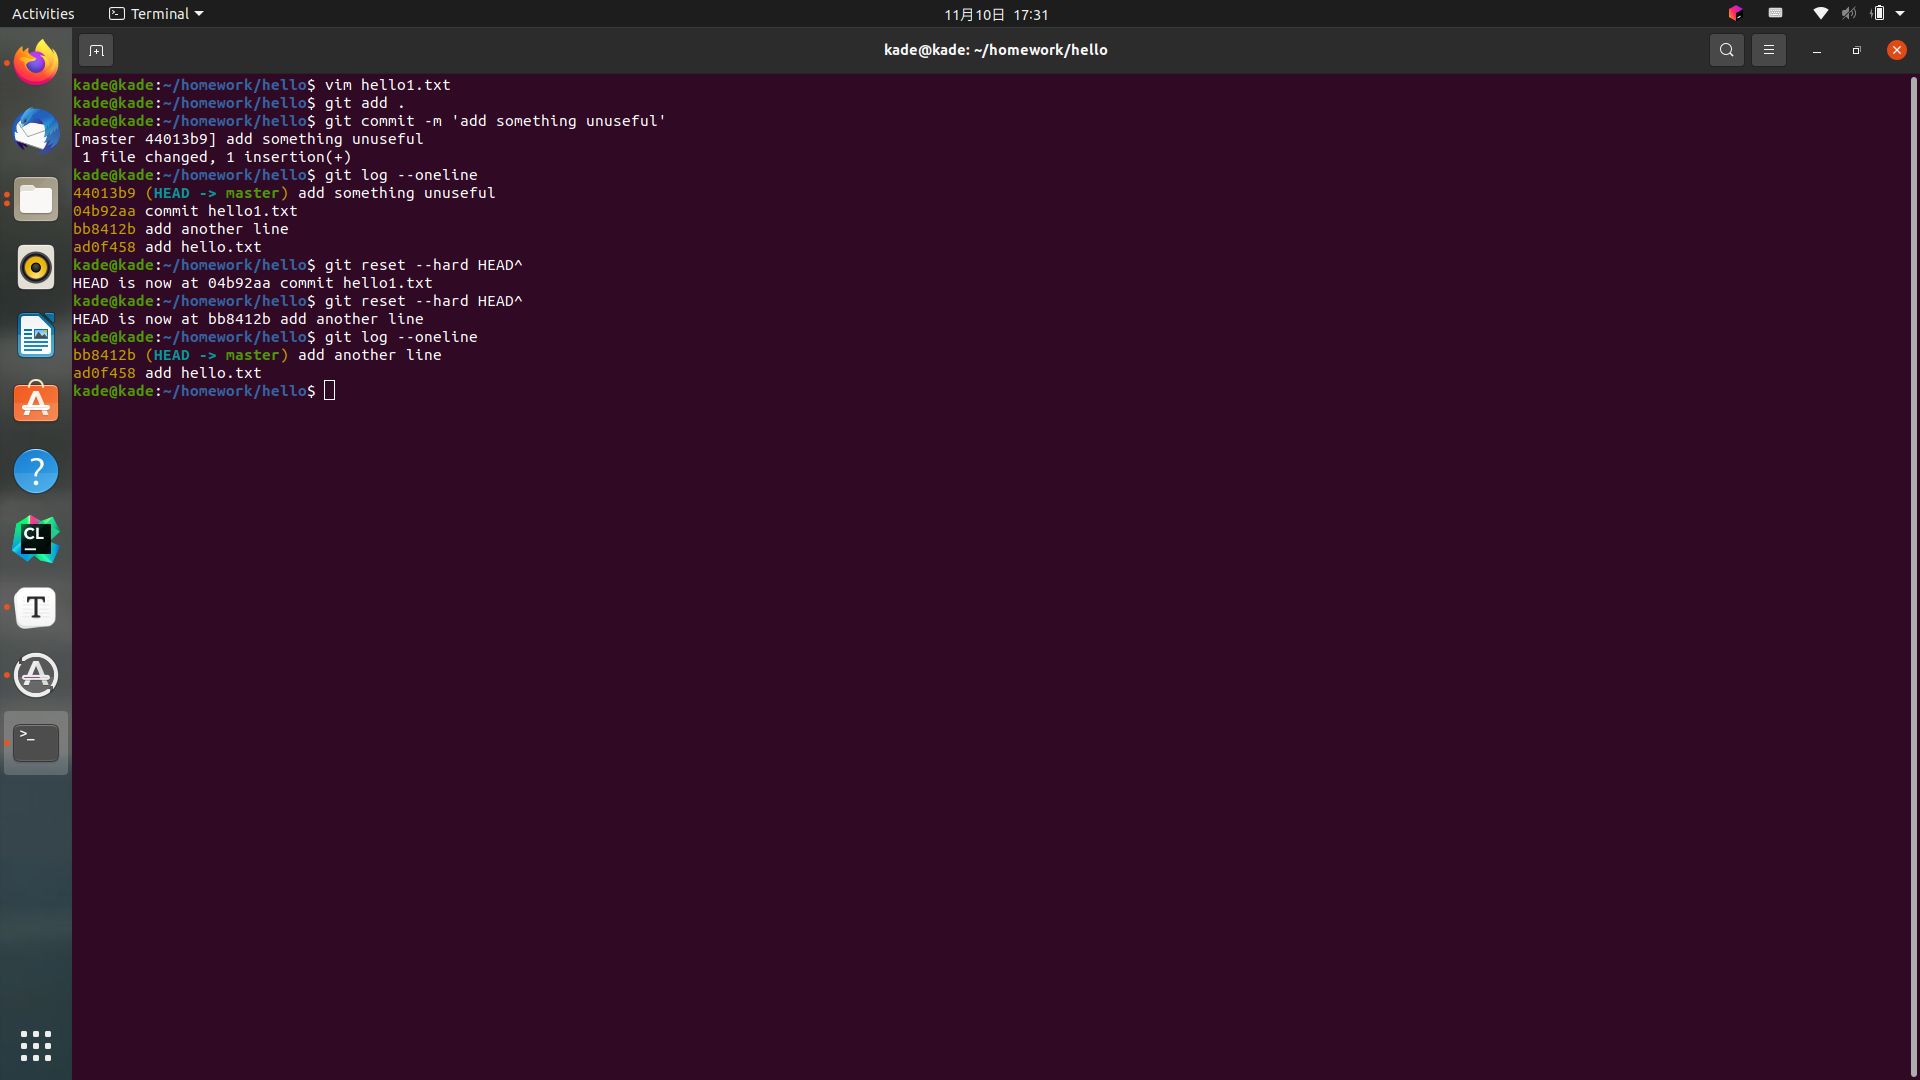 Activities
Terminal
11月10日 17:31
kade@kade: ~/homework/hello
kade@kade:~/homework/hello$ vim hello1.txt
kade@kade:~/homework/hello$ git add .
kade@kade:~/homework/hello$ git commit -m 'add something unuseful'
[master 44013b9] add something unuseful
 1 file changed, 1 insertion(+)
kade@kade:~/homework/hello$ git log --oneline
44013b9 (HEAD -> master) add something unuseful
04b92aa commit hello1.txt
bb8412b add another line
ad0f458 add hello.txt
kade@kade:~/homework/hello$ git reset --hard HEAD^
HEAD is now at 04b92aa commit hello1.txt
kade@kade:~/homework/hello$ git reset --hard HEAD^
HEAD is now at bb8412b add another line
kade@kade:~/homework/hello$ git log --oneline
bb8412b (HEAD -> master) add another line
ad0f458 add hello.txt
kade@kade:~/homework/hello$
?
CL
T
>_